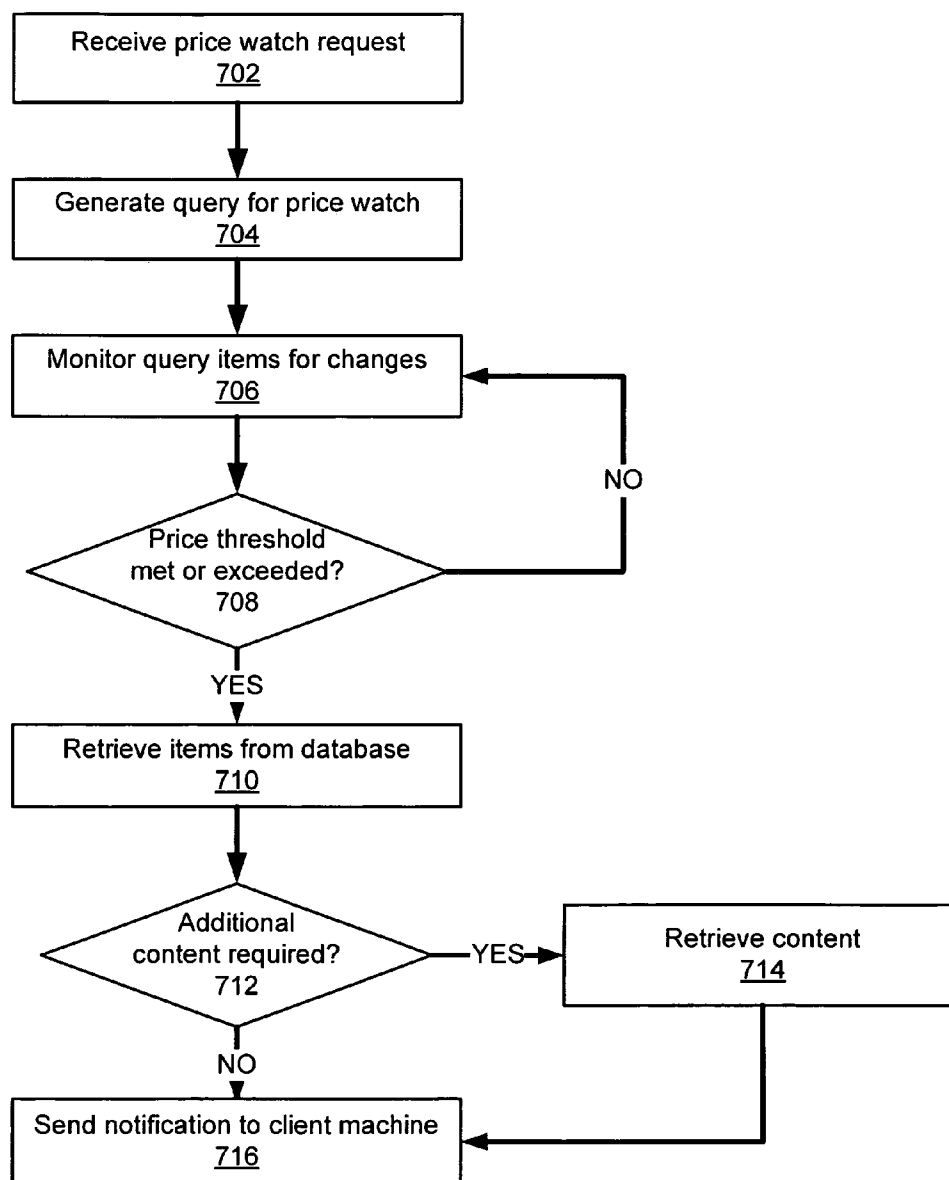 Receive price watch request
702
Generate query for price watch
704
Monitor query items for changes
706
NO
Price threshold
met or exceeded?
708
YES
Retrieve items from database
710
Additional
content required?
712
YES
Retrieve content
714
NO
Send notification to client machine
716